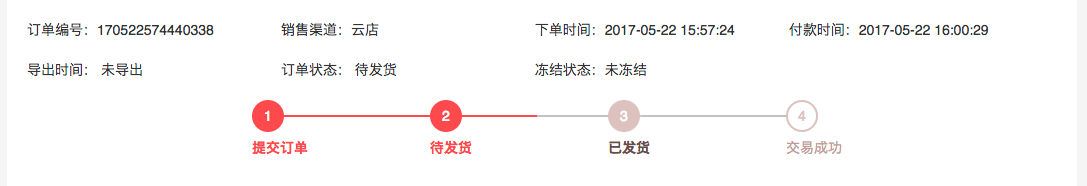 订单编号：170522574440338 销售渠道：云店 下单时间：2017-05-22 15:57:24 付款时间：2017-05-22 16:00:29
导出时间： 未导出 订单状态： 待发货 冻结状态：未冻结
1 2 3 4
提交订单 待发货 已发货 交易成功